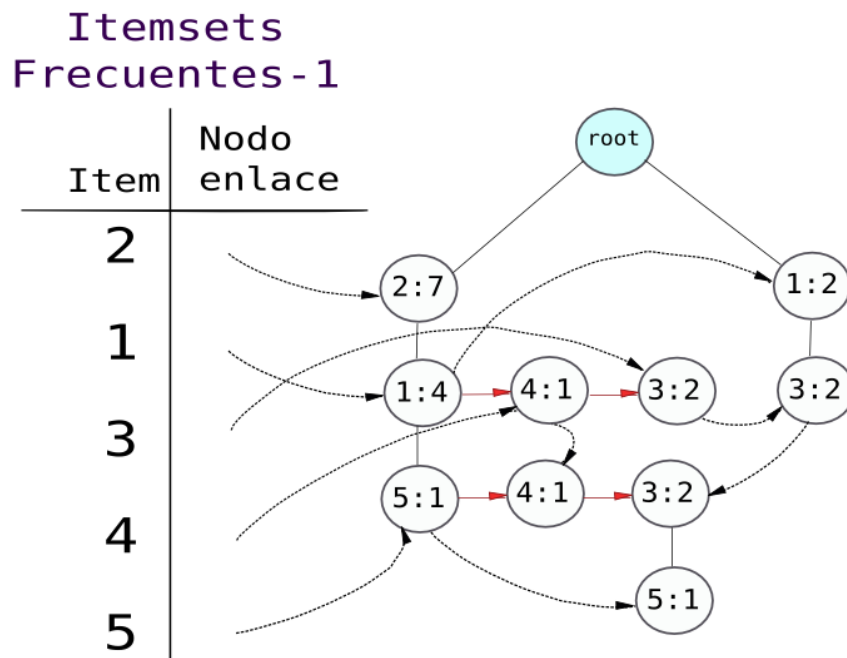 Itemsets
Frecuentes-1
Nodo
Item enlace
root
2
2:7 1:2
1
1:4 4:1 3:2 3:2
3
5:1 4:1 3:2
4
5:1
5